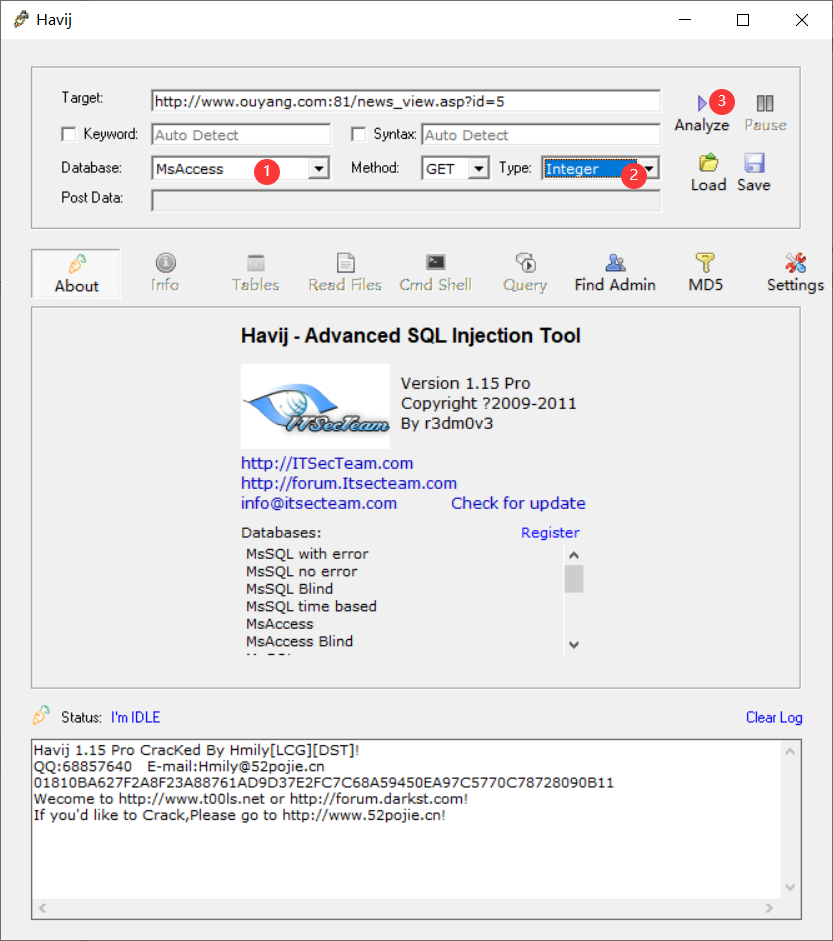 Havij
Target: http://www.ouyang.com:81/news_view.asp?id=5
3
Analyze Pause
Keyword: Auto Detect Syntax: Auto Detect
Database: MsAccess 1 Method: GET Type: Integer 2
Load Save
Post Data:
About Info Tables Read Files Cmd Shell Query Find Admin MD5 Settings
Havij - Advanced SQL Injection Tool
ITSecTeam
Version 1.15 Pro
Copyright ?2009-2011
By r3dm0v3
http://ITSecTeam.com
http://forum.Itsecteam.com
info@itsecteam.com Check for update
Databases: Register
MsSQL with error
MsSQL no error
MsSQL Blind
MsSQL time based
MsAccess
MsAccess Blind
Status: I'm IDLE Clear Log
Havij 1.15 Pro CracKed By Hmily[LCG][DST]!
QQ:68857640 E-mail:Hmily@52pojie.cn
01810BA627F2A8F23A88761AD9D37E2FC7C68A59450EA97C5770C78728090B11
Wecome to http://www.t00ls.net or http://forum.darkst.com!
If you'd like to Crack,Please go to http://www.52pojie.cn!